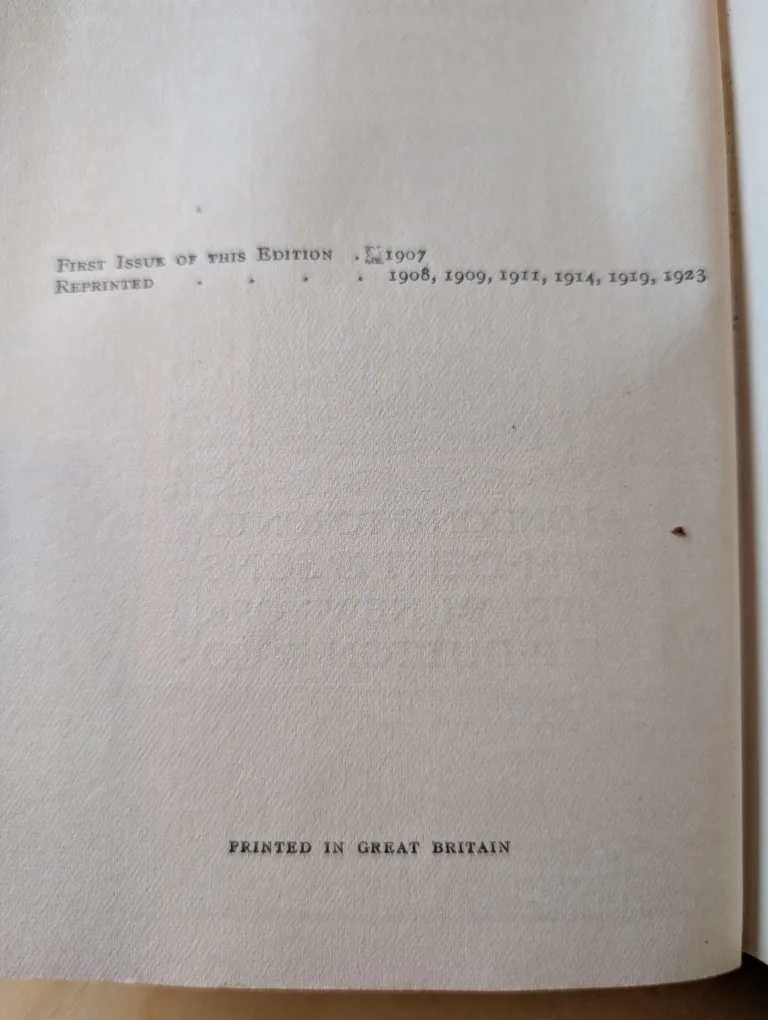 First Issue of this Edition . 1907
Reprinted . . . . 1908, 1909, 1911, 1914, 1919, 1923
PRINTED IN GREAT BRITAIN